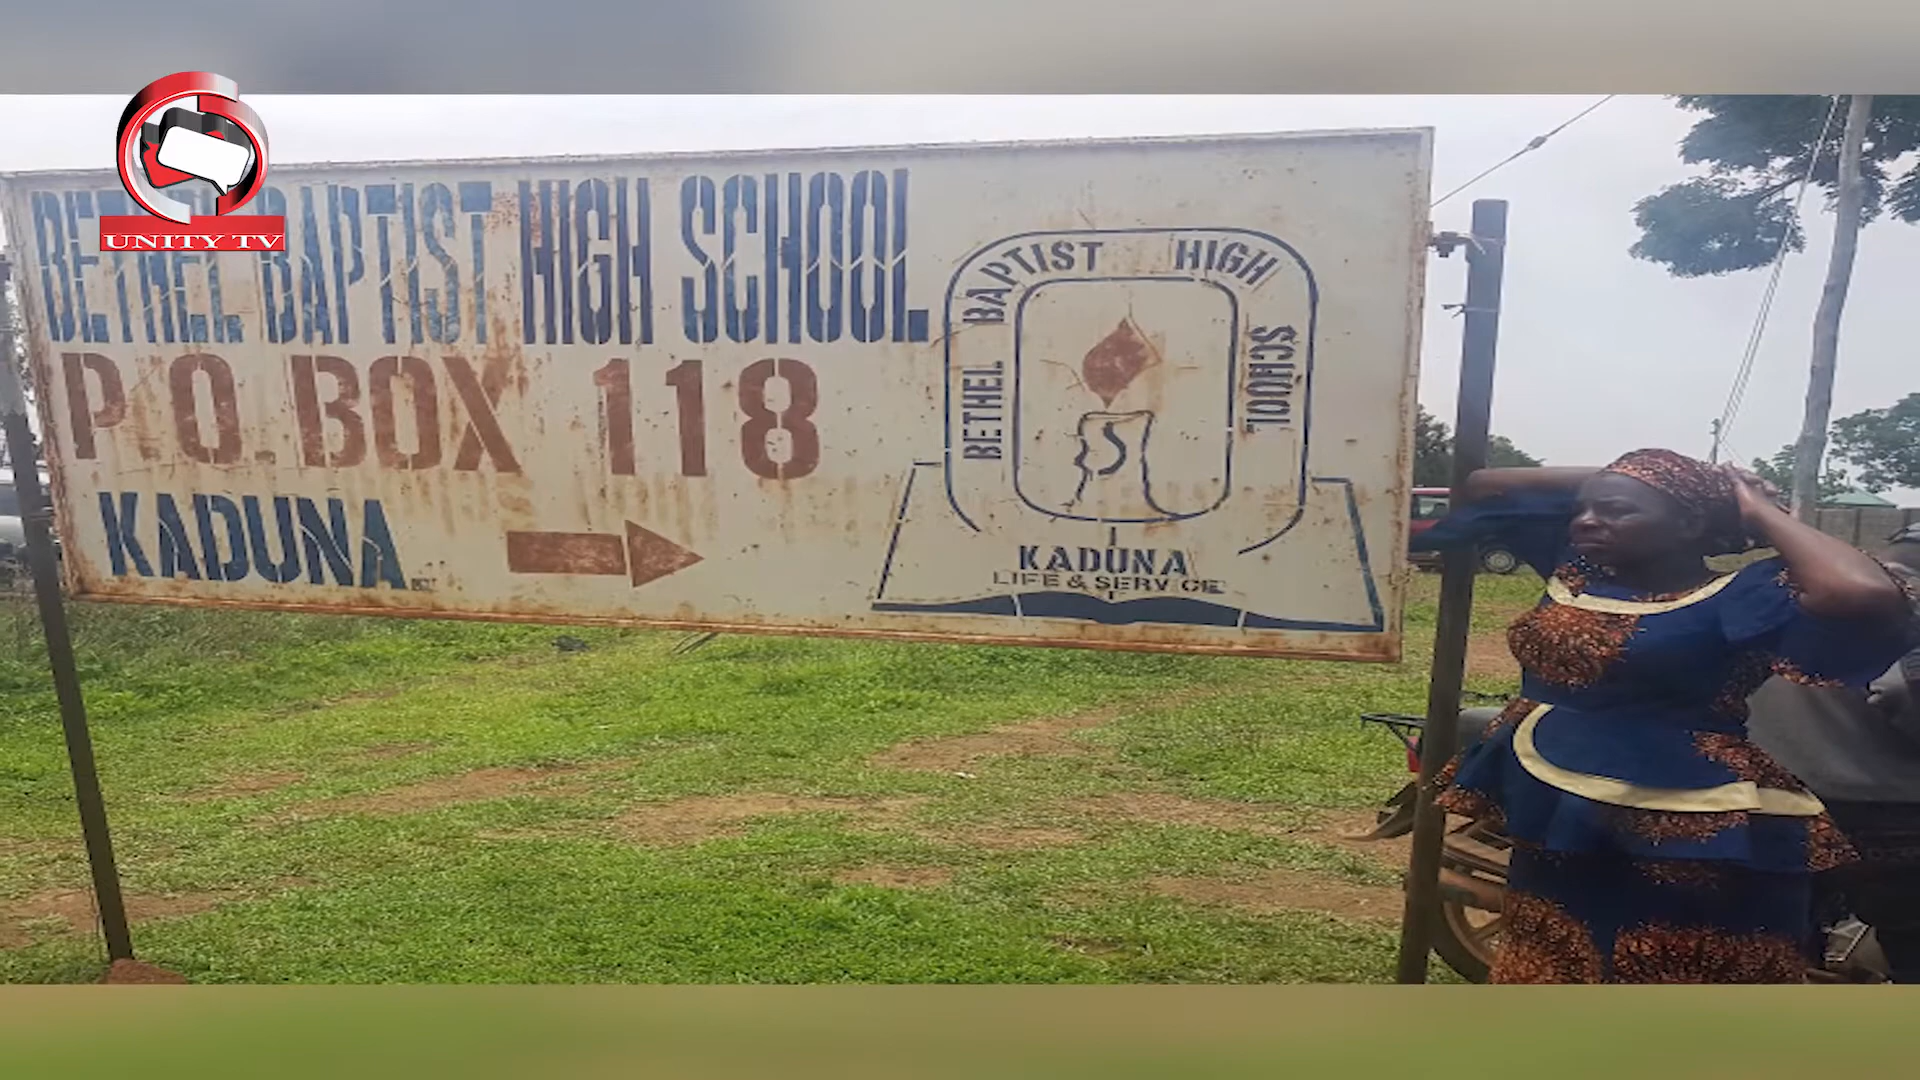 UNITY TV
BETHEL BAPTIST HIGH SCHOOL
P.O. BOX 118
KADUNA
BETHEL BAPTIST HIGH SCHOOL
KADUNA
LIFE & SERVICE